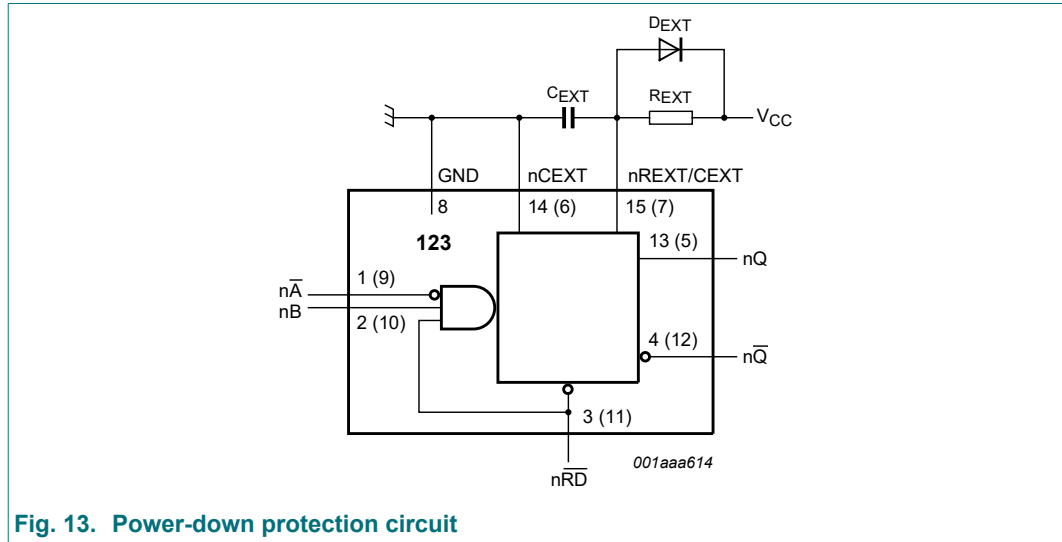 DEXT
CEXT
REXT
VCC
GND
nCEXT
nREXT/CEXT
8
14 (6)
15 (7)
123
13 (5)
nQ
1 (9)
nA̅
nB
2 (10)
4 (12)
nQ̅
3 (11)
001aaa614
nR̅D̅
Fig. 13. Power-down protection circuit